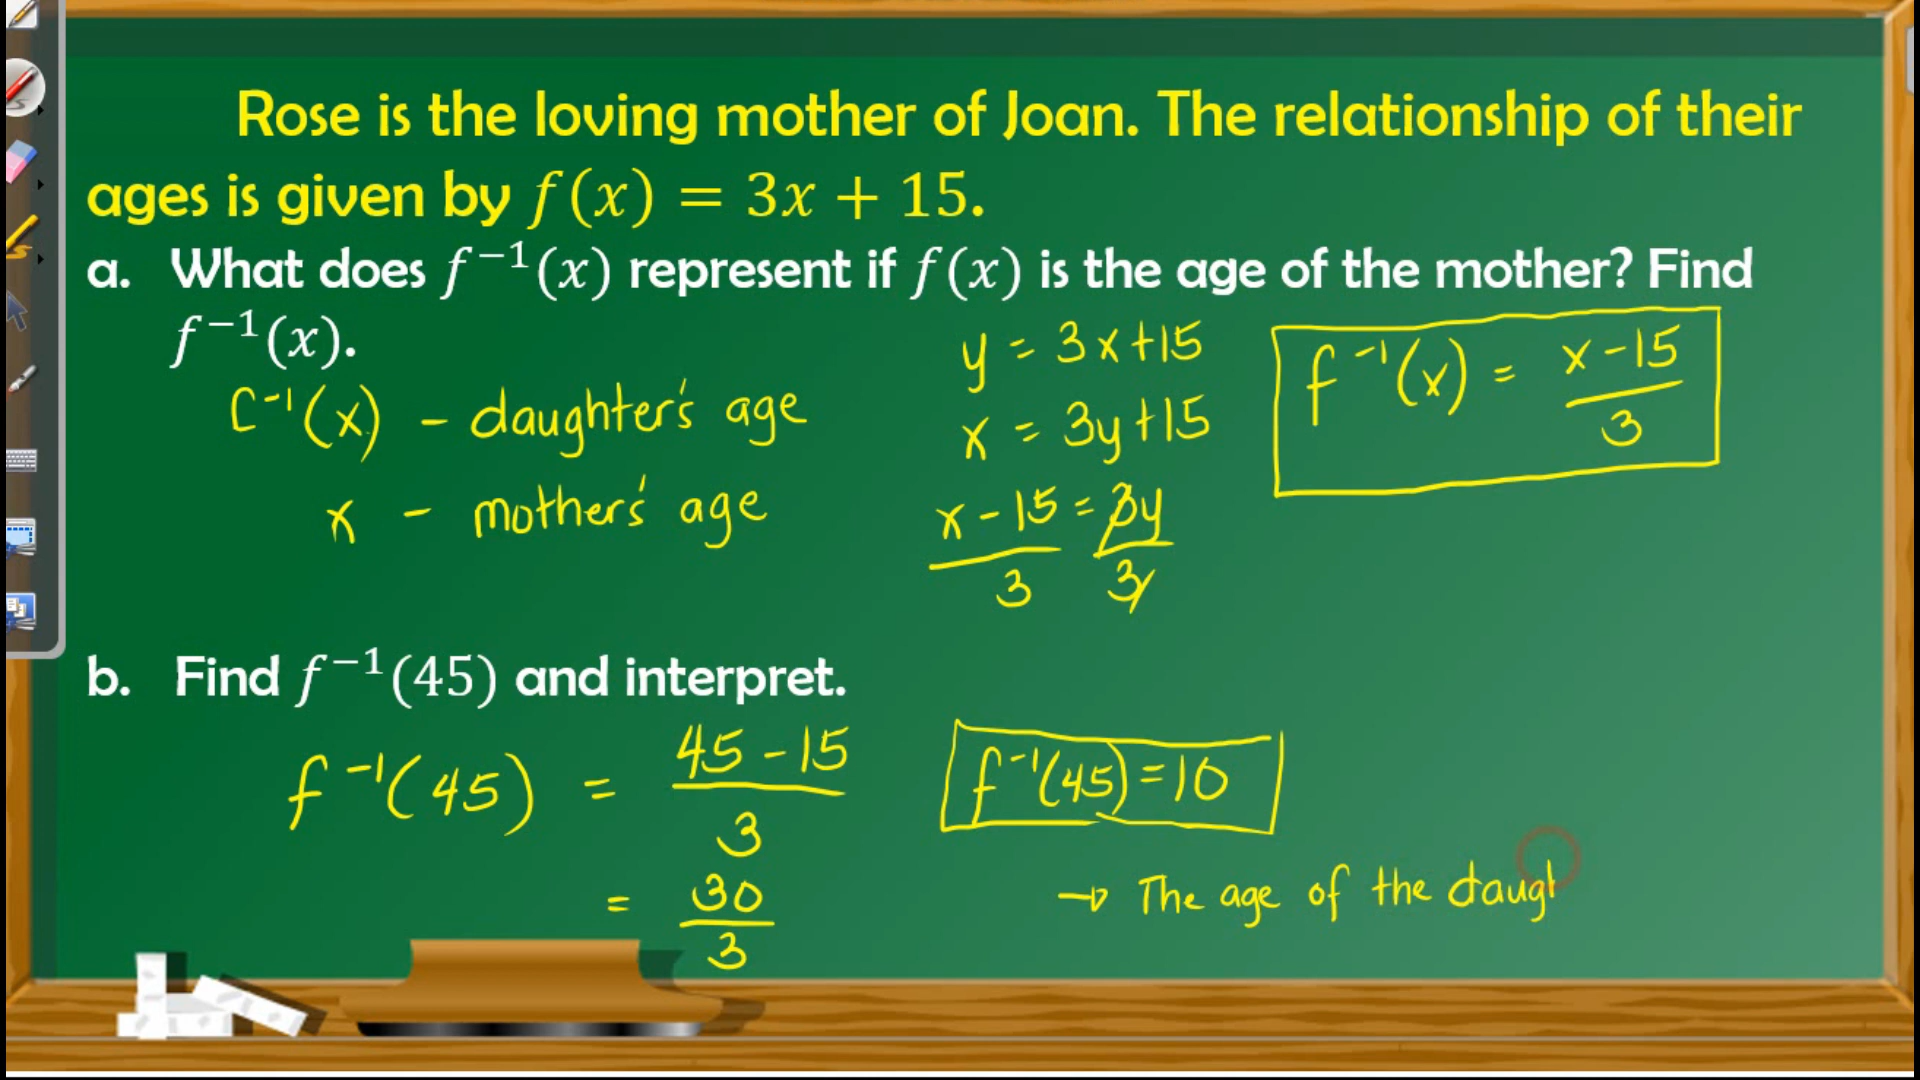 Rose is the loving mother of Joan. The relationship of their
ages is given by f(x) = 3x + 15.
a. What does f⁻¹(x) represent if f(x) is the age of the mother? Find
f⁻¹(x).
f⁻¹(x) – daughter's age
x – mother's age
y = 3x+15
x = 3y+15
x – 15 = 3y
3 3
f⁻¹(x) = x – 15
3
b. Find f⁻¹(45) and interpret.
f⁻¹(45) = 45 – 15
3
= 30
3
f⁻¹(45) = 10
→ The age of the daugh